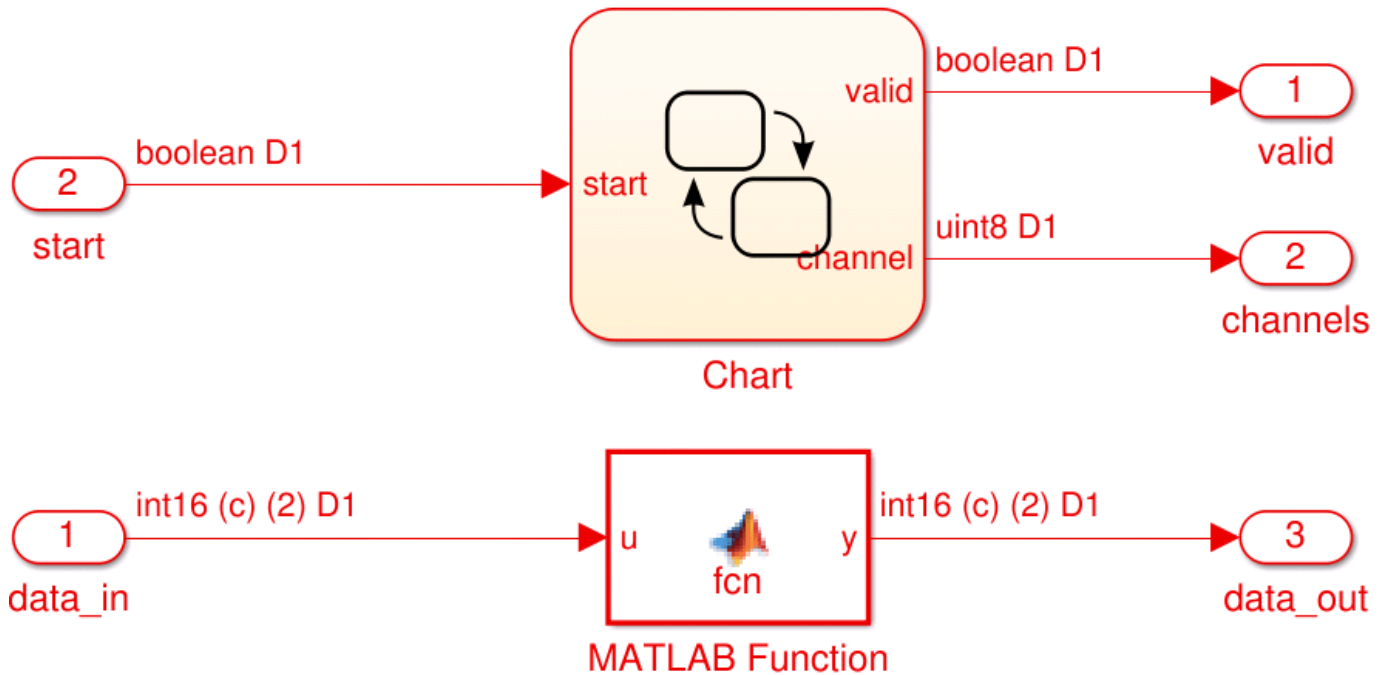 boolean D1
valid
1
valid
boolean D1
2
start
start
uint8 D1
channel
2
channels
Chart
int16 (c) (2) D1
1
data_in
u
fcn
y
MATLAB Function
int16 (c) (2) D1
3
data_out